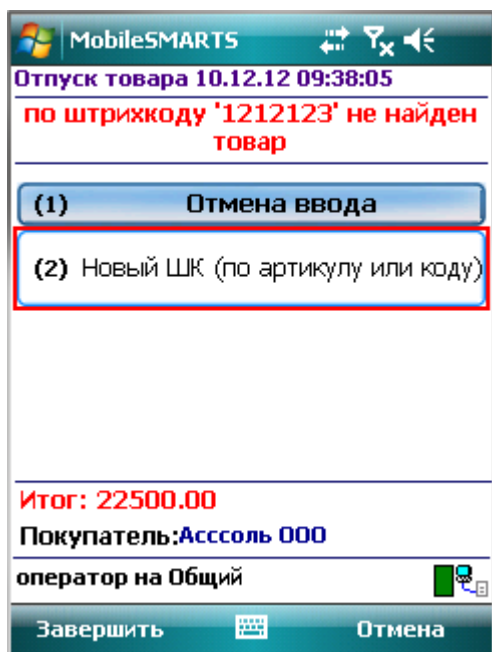 MobileSMARTS
Отпуск товара 10.12.12 09:38:05
по штрихкоду '1212123' не найден
товар
(1) Отмена ввода
(2) Новый ШК (по артикулу или коду)
Итог: 22500.00
Покупатель:Асссоль ООО
оператор на Общий
Завершить Отмена